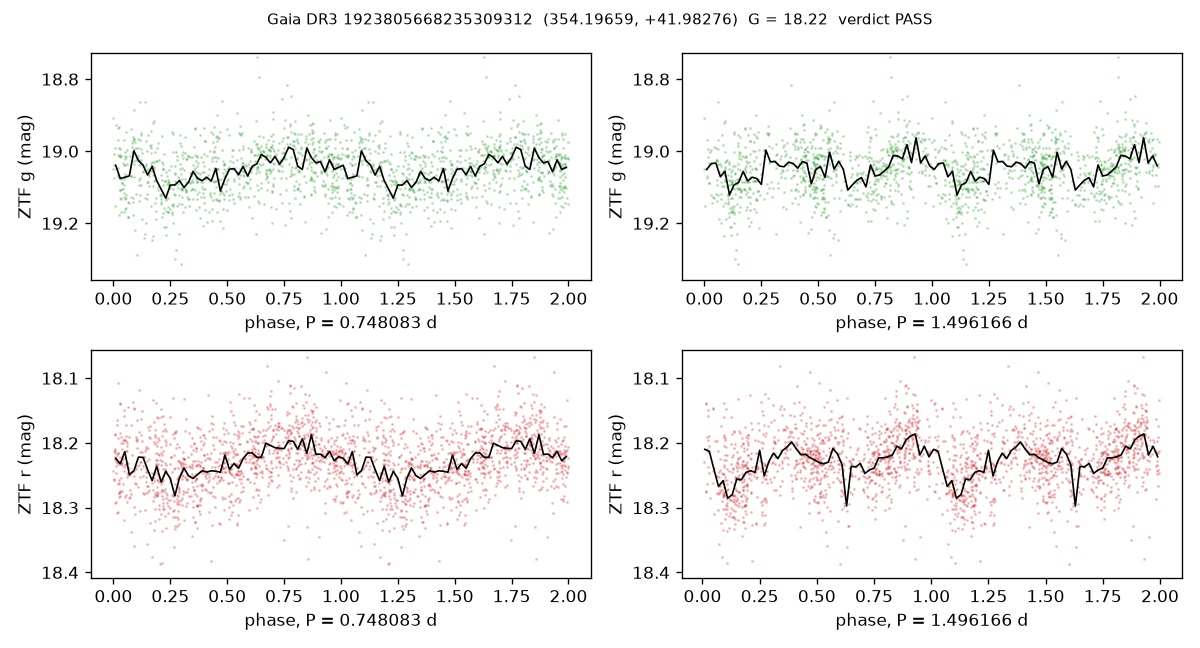 Gaia DR3 1923805668235309312  (354.19659, +41.98276)  G = 18.22  verdict PASS
ZTF g (mag)
18.8
19.0
19.2
0.00 0.25 0.50 0.75 1.00 1.25 1.50 1.75 2.00
phase, P = 0.748083 d
ZTF g (mag)
18.8
19.0
19.2
0.00 0.25 0.50 0.75 1.00 1.25 1.50 1.75 2.00
phase, P = 1.496166 d
ZTF r (mag)
18.1
18.2
18.3
18.4
0.00 0.25 0.50 0.75 1.00 1.25 1.50 1.75 2.00
phase, P = 0.748083 d
ZTF r (mag)
18.1
18.2
18.3
18.4
0.00 0.25 0.50 0.75 1.00 1.25 1.50 1.75 2.00
phase, P = 1.496166 d